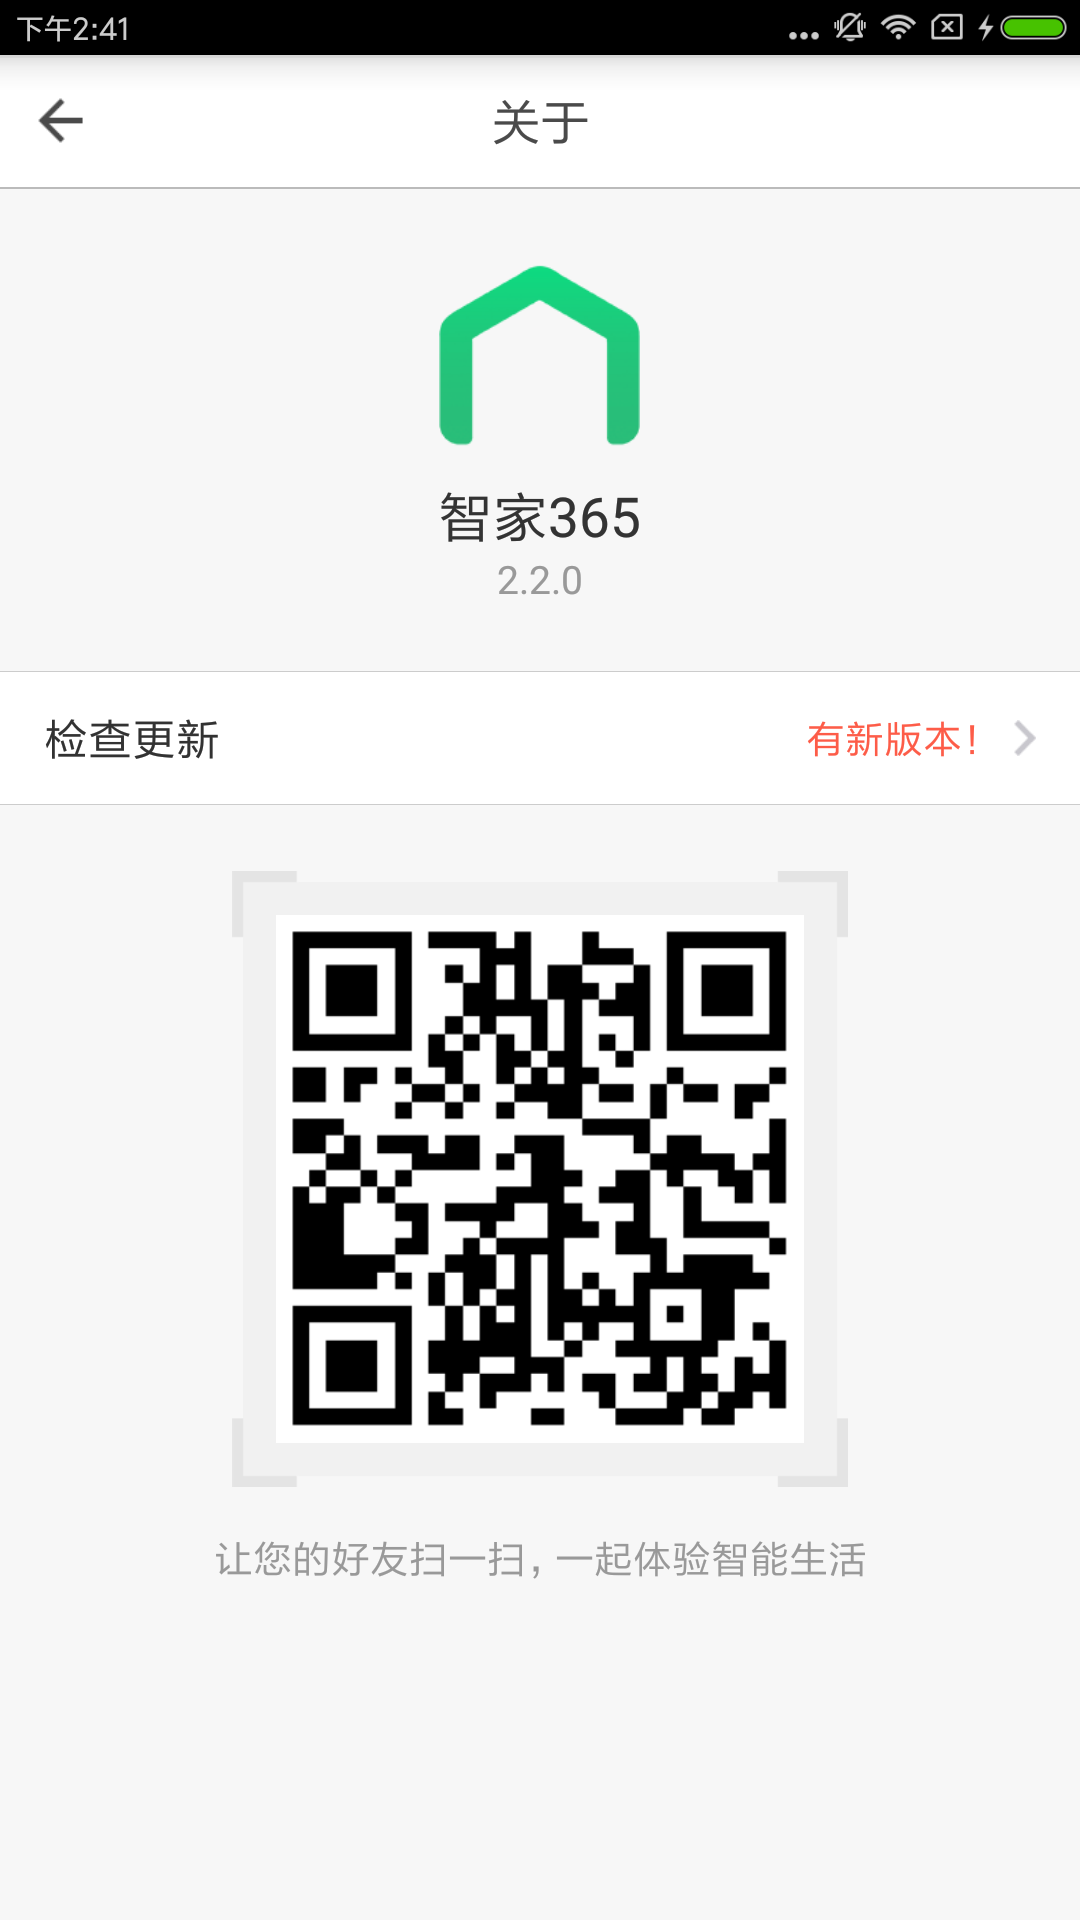 下午2:41
关于
智家365
2.2.0
检查更新
有新版本!
让您的好友扫一扫,一起体验智能生活